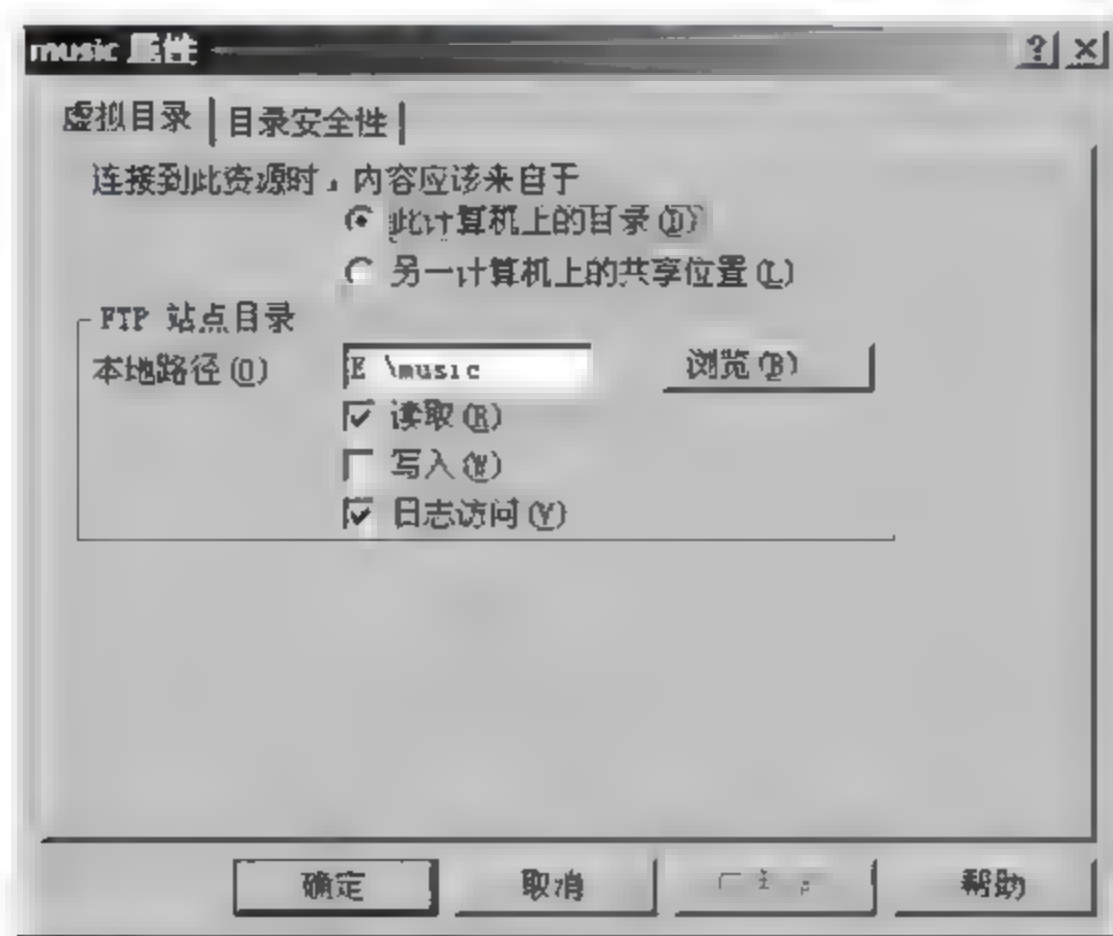 music 属性
虚拟目录 目录安全性
连接到此资源时，内容应该来自于
此计算机上的目录(D)
另一计算机上的共享位置(L)
FTP 站点目录
本地路径(O) E \music 浏览(B)
读取(R)
写入(W)
日志访问(Y)
确定 取消 帮助